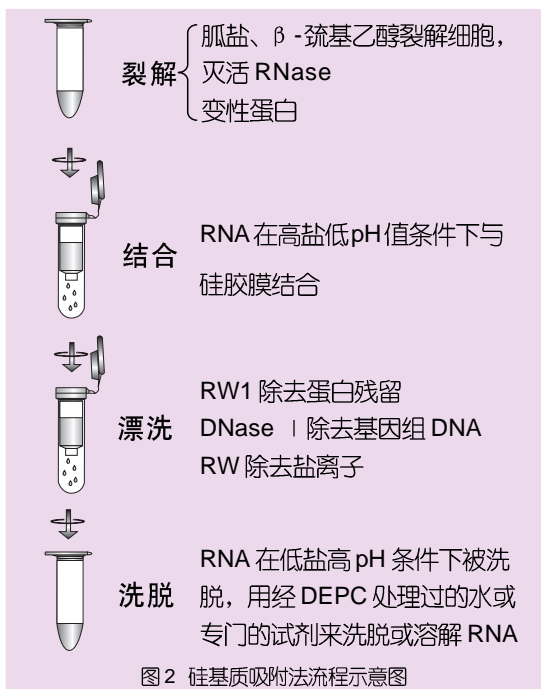 裂解
胍盐、β-巯基乙醇裂解细胞，
灭活 RNase
变性蛋白
结合
RNA 在高盐低 pH 值条件下与
硅胶膜结合
漂洗
RW1 除去蛋白残留
DNase Ⅰ 除去基因组 DNA
RW 除去盐离子
洗脱
RNA 在低盐高 pH 条件下被洗
脱，用经 DEPC 处理过的水或
专门的试剂来洗脱或溶解 RNA
图2 硅基质吸附法流程示意图